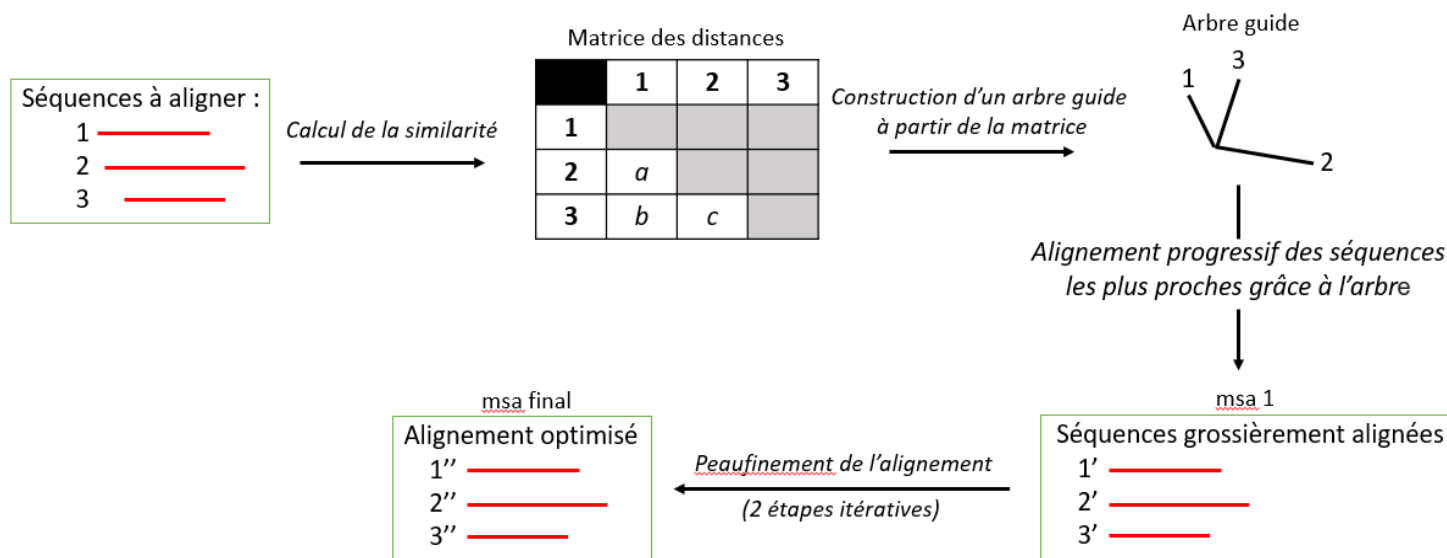 Séquences à aligner :
1
2
3
Calcul de la similarité
Matrice des distances
1 2 3
1
2 a
3 b c
Construction d'un arbre guide
à partir de la matrice
Arbre guide
1
3
2
Alignement progressif des séquences
les plus proches grâce à l'arbre
msa 1
Séquences grossièrement alignées
1'
2'
3'
Peaufinement de l'alignement
(2 étapes itératives)
msa final
Alignement optimisé
1''
2''
3''